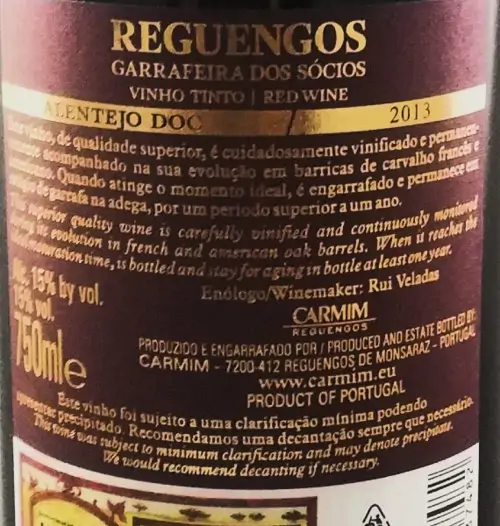 REGUENGOS
GARRAFEIRA DOS SÓCIOS
VINHO TINTO | RED WINE
ALENTEJO DOC / 2013
vinho, de qualidade superior, é cuidadosamente vinificado e
acompanhado na sua evolução em barricas de carvalho francês e
Quando atinge o momento ideal, é engarrafado e permanece em
de garrafa na adega, por um período superior a um ano.
This superior quality wine is carefully vinified and continuously monitored
its evolution in french and american oak barrels. When it reaches the
maturation time, is bottled and stay for aging in bottle at least one year.
Alc. 15% by vol.
15% vol.
750ml e
Enólogo/Winemaker: Rui Veladas
CARMIM
REGUENGOS
PRODUZIDO E ENGARRAFADO POR / PRODUCED AND ESTATE BOTTLED BY:
CARMIM - 7200-412 REGUENGOS DE MONSARAZ - PORTUGAL
www.carmim.eu
PRODUCT OF PORTUGAL
Este vinho foi sujeito a uma clarificação mínima podendo
apresentar precipitado. Recomendamos uma decantação sempre que necessário.
This wine was subject to minimum clarification and may denote precipitate.
We would recommend decanting if necessary.